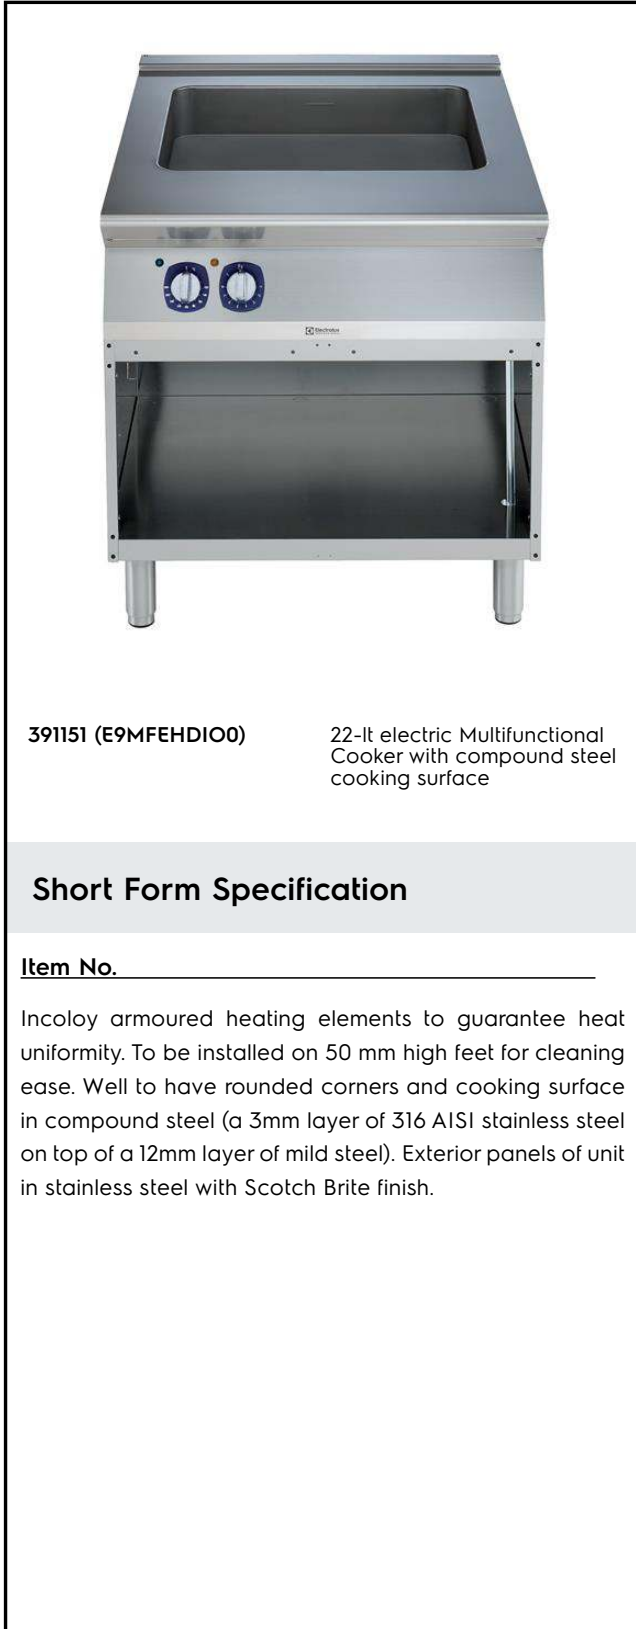 Electrolux
391151 (E9MFEHDIO0)
22-lt electric Multifunctional
Cooker with compound steel
cooking surface
Short Form Specification
Item No.
Incoloy armoured heating elements to guarantee heat
uniformity. To be installed on 50 mm high feet for cleaning
ease. Well to have rounded corners and cooking surface
in compound steel (a 3mm layer of 316 AISI stainless steel
on top of a 12mm layer of mild steel). Exterior panels of unit
in stainless steel with Scotch Brite finish.